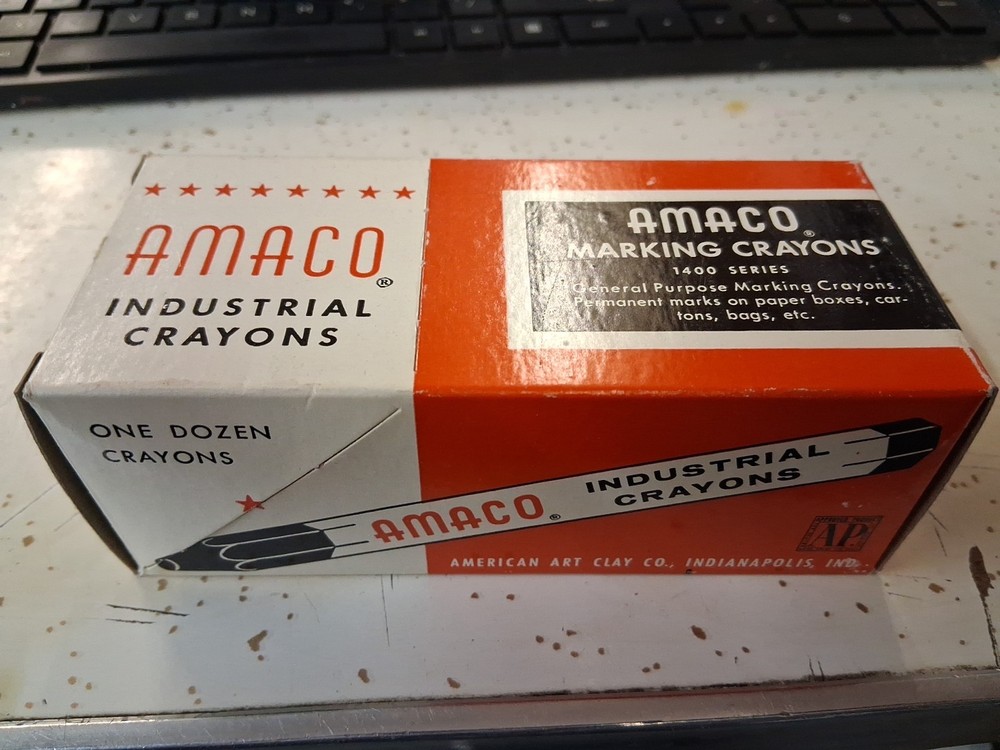 AMACO®
INDUSTRIAL
CRAYONS
AMACO®
MARKING CRAYONS
1400 SERIES
General Purpose Marking Crayons.
Permanent marks on paper boxes, car-
tons, bags, etc.
ONE DOZEN
CRAYONS
AMACO®
INDUSTRIAL
CRAYONS
AP
AMERICAN ART CLAY CO., INDIANAPOLIS, IND.